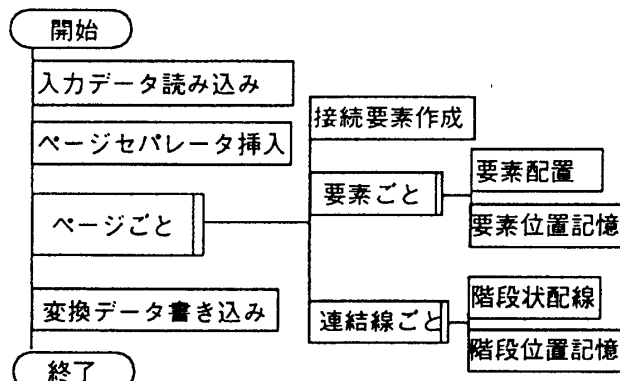 開始
入力データ読み込み
ページセパレータ挿入
ページごと
接続要素作成
要素ごと
要素配置
要素位置記憶
連結線ごと
階段状配線
階段位置記憶
変換データ書き込み
終了